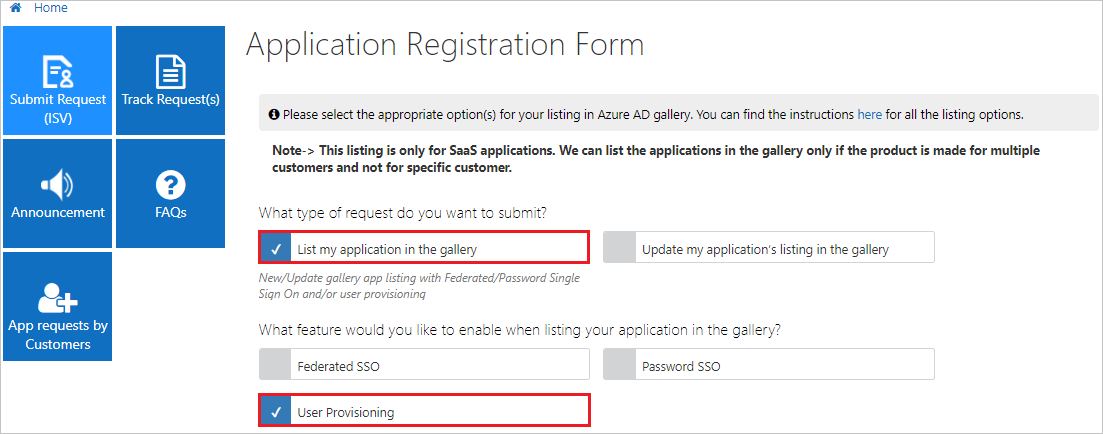 Home
Submit Request
(ISV)
Track Request(s)
Announcement
FAQs
App requests by
Customers
Application Registration Form
Please select the appropriate option(s) for your listing in Azure AD gallery. You can find the instructions here for all the listing options.
Note-> This listing is only for SaaS applications. We can list the applications in the gallery only if the product is made for multiple
customers and not for specific customer.
What type of request do you want to submit?
List my application in the gallery
Update my application's listing in the gallery
New/Update gallery app listing with Federated/Password Single
Sign On and/or user provisioning
What feature would you like to enable when listing your application in the gallery?
Federated SSO
Password SSO
User Provisioning